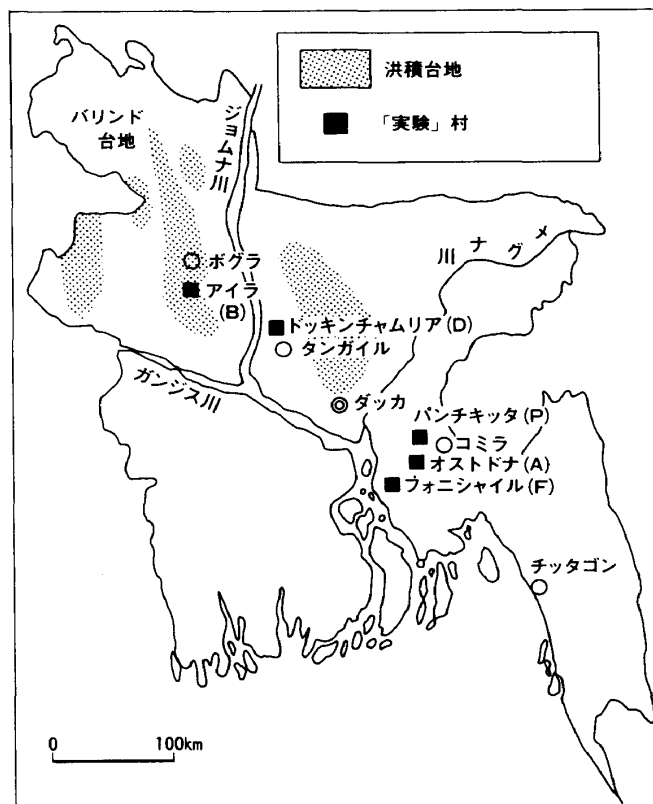 洪積台地
「実験」村
バリンド
台地
ジョムナ川
メグナ川
ボグラ
アイラ
(B)
ドッキンチャムリア(D)
タンガイル
ガンジス川
ダッカ
パンチキッタ(P)
コミラ
オストドナ(A)
フォニシャイル(F)
チッタゴン
0 100km